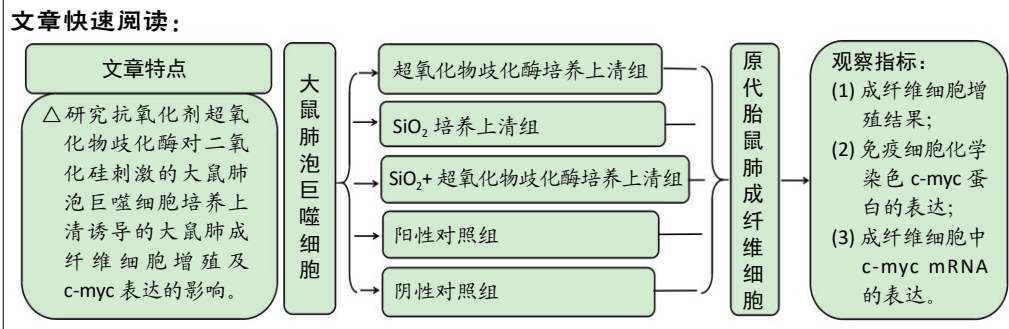 文章快速阅读：
文章特点
△研究抗氧化剂超氧
化物歧化酶对二氧
化硅刺激的大鼠肺
泡巨噬细胞培养上
清诱导的大鼠肺成
纤维细胞增殖及
c-myc 表达的影响。
大鼠肺泡巨噬细胞
超氧化物歧化酶培养上清组
SiO₂ 培养上清组
SiO₂+ 超氧化物歧化酶培养上清组
阳性对照组
阴性对照组
原代胎鼠肺成纤维细胞
观察指标：
(1) 成纤维细胞增
殖结果；
(2) 免疫细胞化学
染色 c-myc 蛋
白的表达；
(3) 成纤维细胞中
c-myc mRNA
的表达。